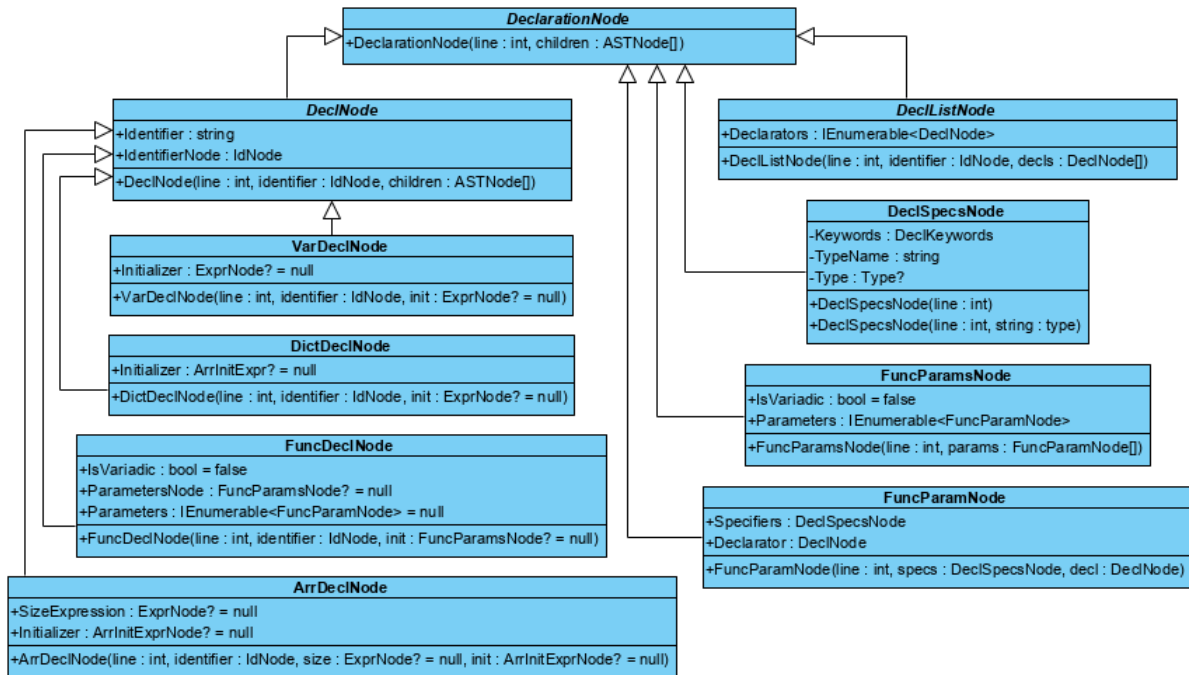 DeclarationNode
+DeclarationNode(line : int, children : ASTNode[])
DeclNode
+Identifier : string
+IdentifierNode : IdNode
+DeclNode(line : int, identifier : IdNode, children : ASTNode[])
DeclListNode
+Declarators : IEnumerable<DeclNode>
+DeclListNode(line : int, identifier : IdNode, decls : DeclNode[])
DeclSpecsNode
-Keywords : DeclKeywords
-TypeName : string
-Type : Type?
+DeclSpecsNode(line : int)
+DeclSpecsNode(line : int, string : type)
VarDeclNode
+Initializer : ExprNode? = null
+VarDeclNode(line : int, identifier : IdNode, init : ExprNode? = null)
DictDeclNode
+Initializer : ArrInitExpr? = null
+DictDeclNode(line : int, identifier : IdNode, init : ExprNode? = null)
FuncParamsNode
+IsVariadic : bool = false
+Parameters : IEnumerable<FuncParamNode>
+FuncParamsNode(line : int, params : FuncParamNode[])
FuncDeclNode
+IsVariadic : bool = false
+ParametersNode : FuncParamsNode? = null
+Parameters : IEnumerable<FuncParamNode> = null
+FuncDeclNode(line : int, identifier : IdNode, init : FuncParamsNode? = null)
FuncParamNode
+Specifiers : DeclSpecsNode
+Declarator : DeclNode
+FuncParamNode(line : int, specs : DeclSpecsNode, decl : DeclNode)
ArrDeclNode
+SizeExpression : ExprNode? = null
+Initializer : ArrInitExprNode? = null
+ArrDeclNode(line : int, identifier : IdNode, size : ExprNode? = null, init : ArrInitExprNode? = null)